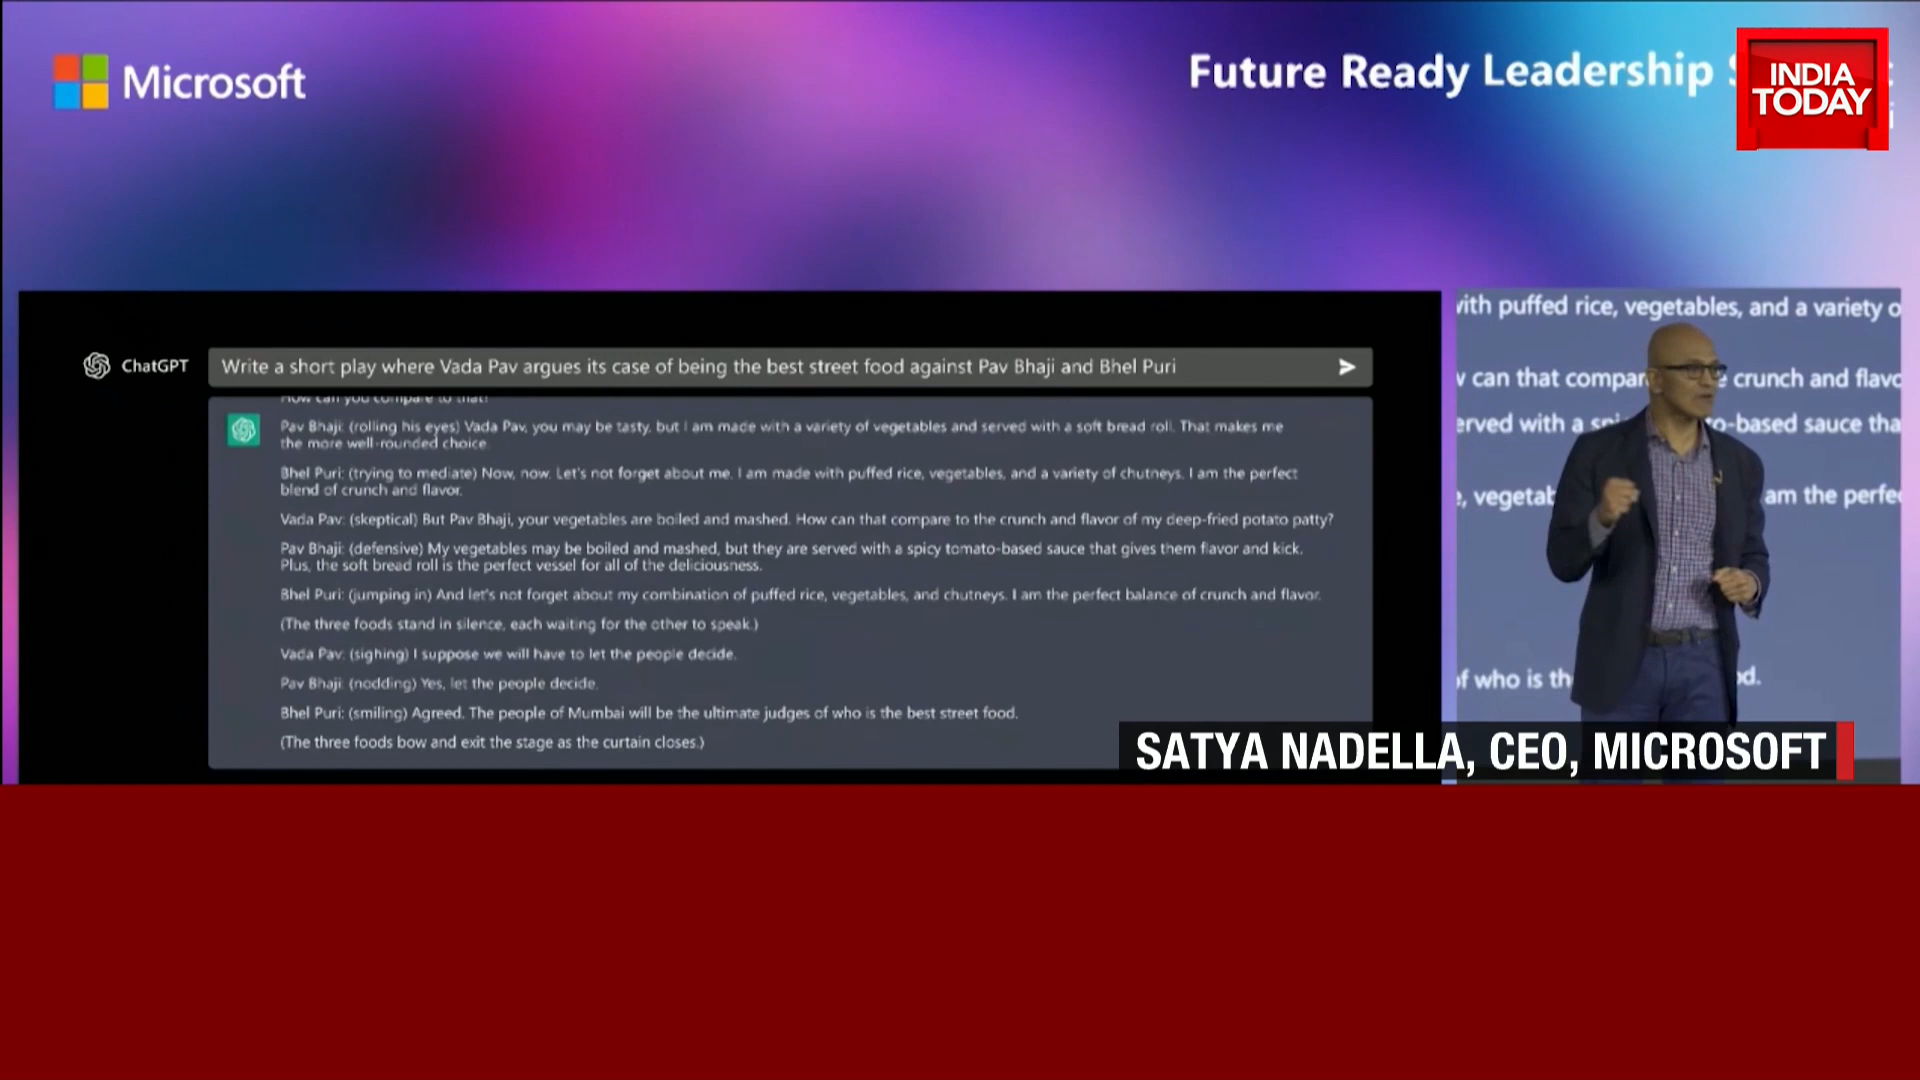 Microsoft
Future Ready Leadership
INDIA
TODAY
ChatGPT
Write a short play where Vada Pav argues its case of being the best street food against Pav Bhaji and Bhel Puri
How can you compare to that?
Pav Bhaji: (rolling his eyes) Vada Pav, you may be tasty, but I am made with a variety of vegetables and served with a soft bread roll. That makes me
the more well-rounded choice.
Bhel Puri: (trying to mediate) Now, now. Let's not forget about me. I am made with puffed rice, vegetables, and a variety of chutneys. I am the perfect
blend of crunch and flavor.
Vada Pav: (skeptical) But Pav Bhaji, your vegetables are boiled and mashed. How can that compare to the crunch and flavor of my deep-fried potato patty?
Pav Bhaji: (defensive) My vegetables may be boiled and mashed, but they are served with a spicy tomato-based sauce that gives them flavor and kick.
Plus, the soft bread roll is the perfect vessel for all of the deliciousness.
Bhel Puri: (jumping in) And let's not forget about my combination of puffed rice, vegetables, and chutneys. I am the perfect balance of crunch and flavor.
(The three foods stand in silence, each waiting for the other to speak.)
Vada Pav: (sighing) I suppose we will have to let the people decide.
Pav Bhaji: (nodding) Yes, let the people decide.
Bhel Puri: (smiling) Agreed. The people of Mumbai will be the ultimate judges of who is the best street food.
(The three foods bow and exit the stage as the curtain closes.)
with puffed rice, vegetables, and a variety
can that compar crunch and flavo
erved with a tomato-based sauce tha
, vegetab am the perfe
of who is th
SATYA NADELLA, CEO, MICROSOFT